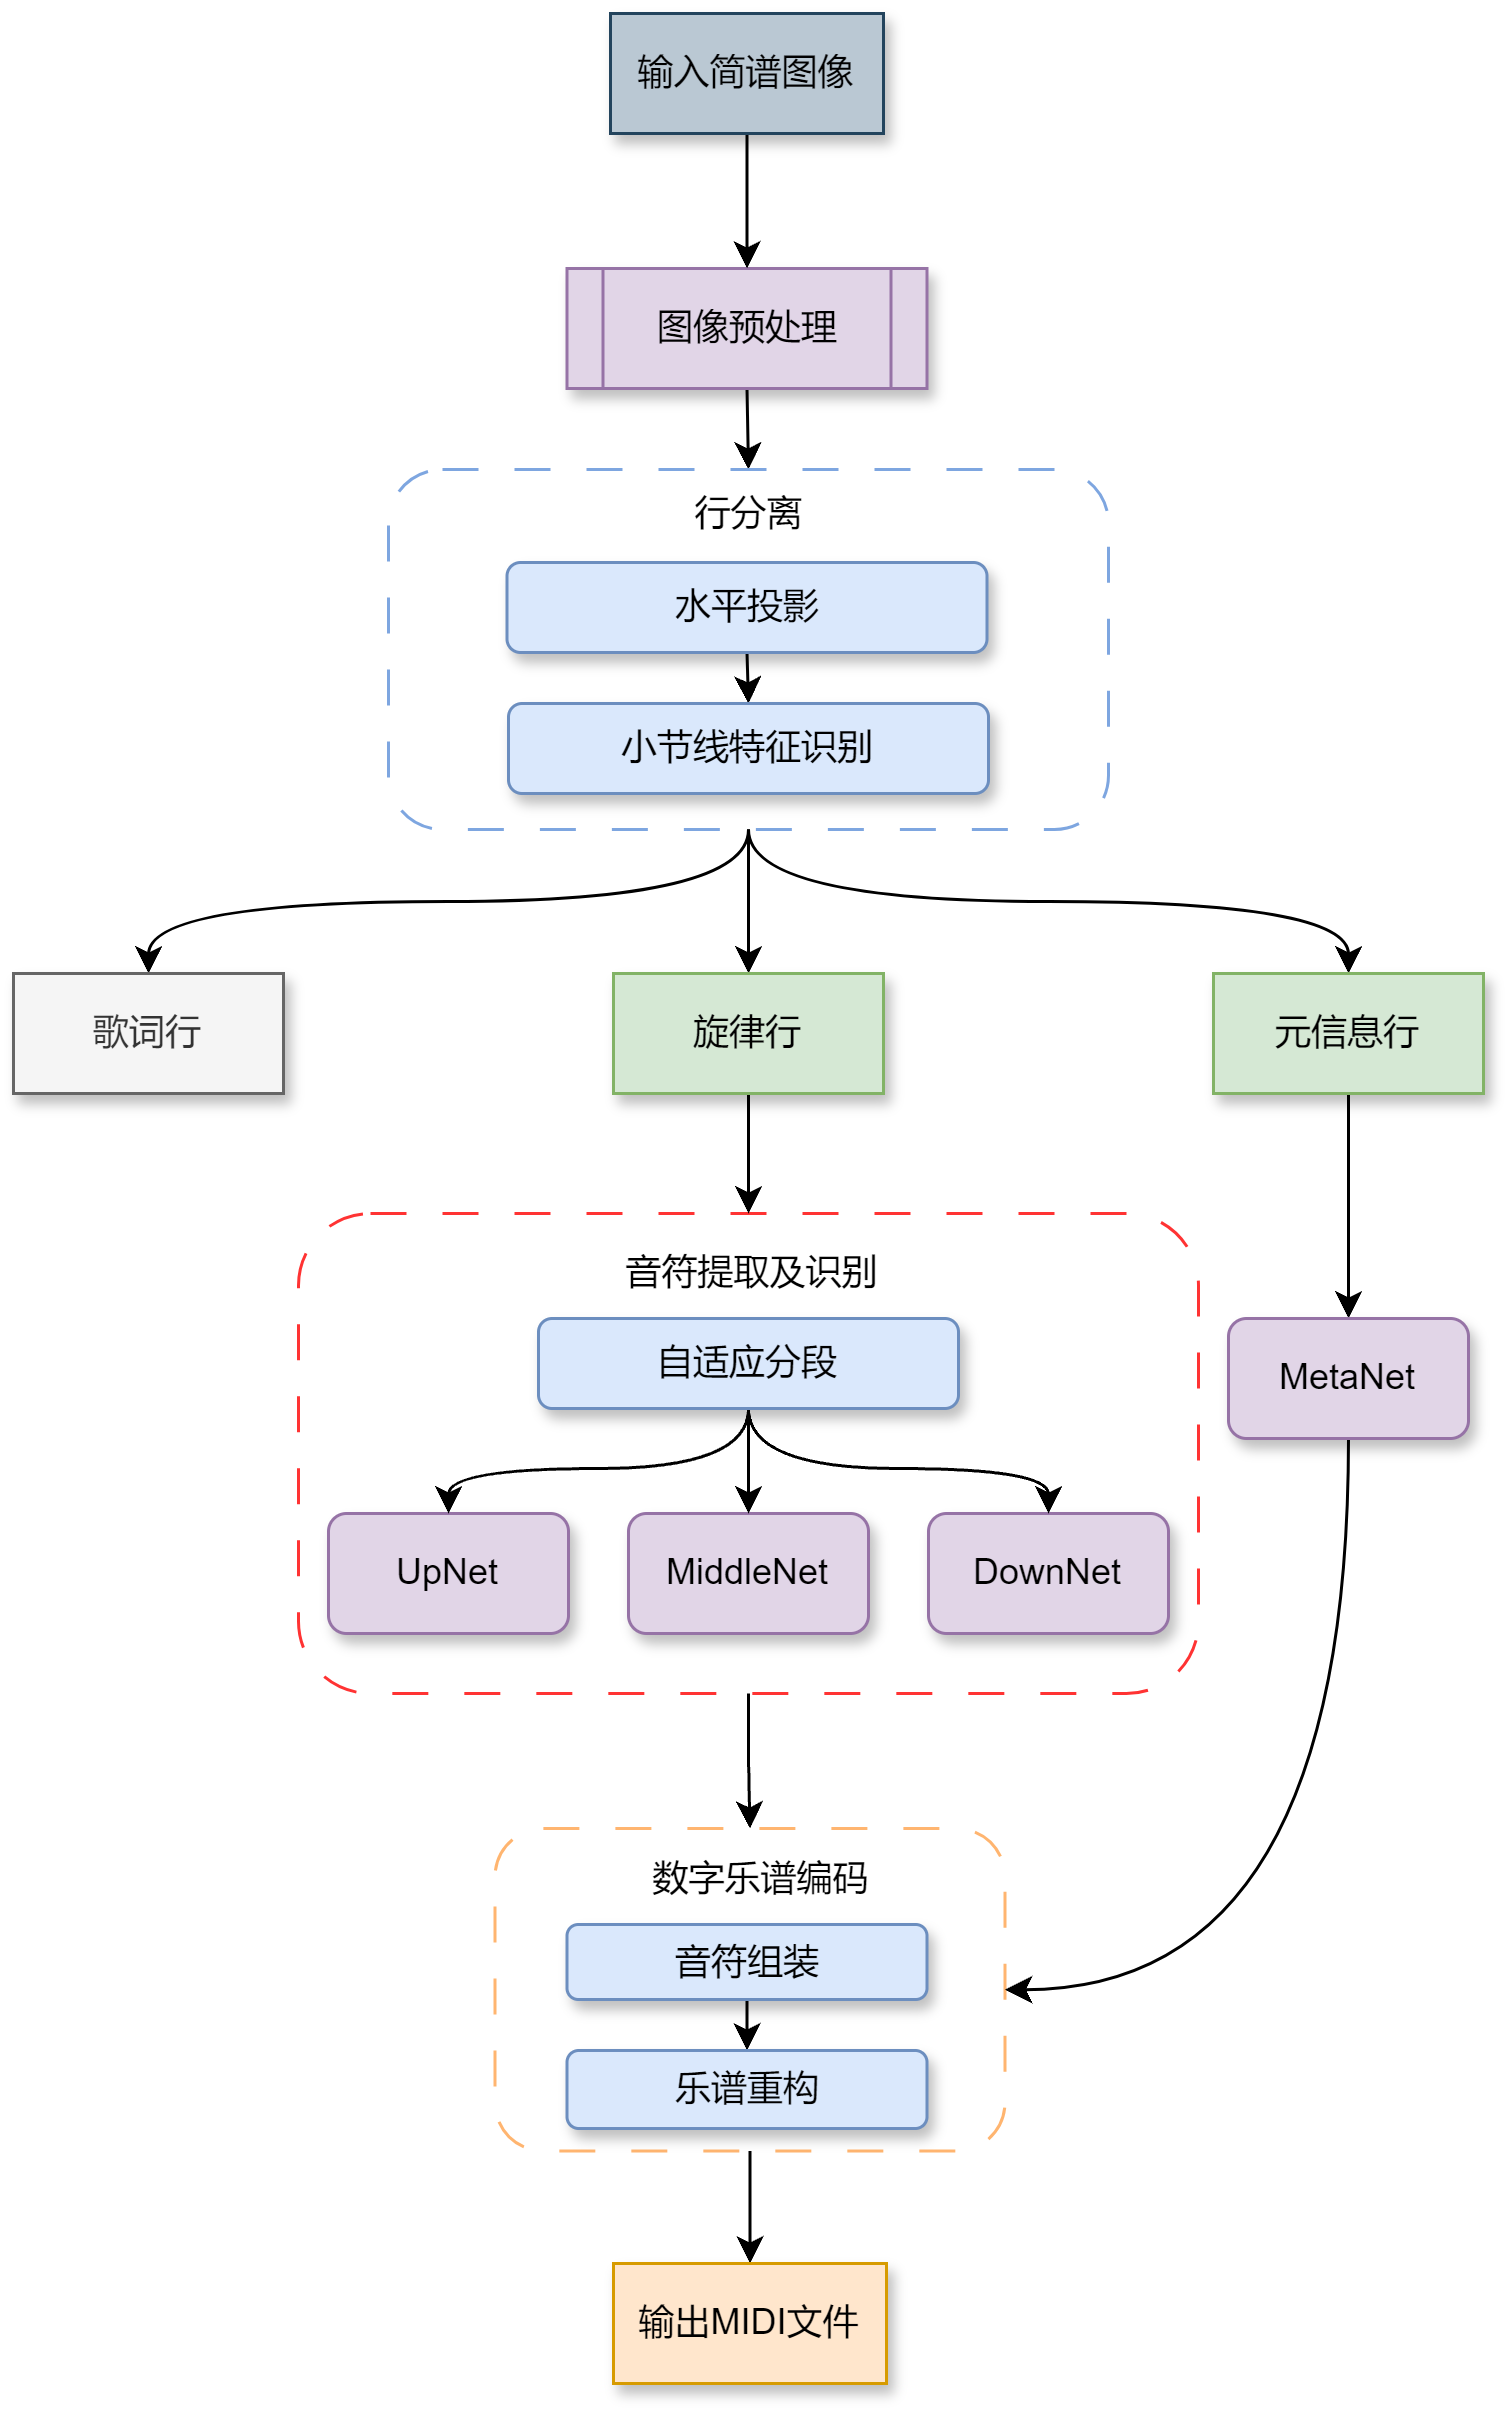 输入简谱图像
图像预处理
行分离
水平投影
小节线特征识别
歌词行
旋律行
元信息行
音符提取及识别
自适应分段
MetaNet
UpNet
MiddleNet
DownNet
数字乐谱编码
音符组装
乐谱重构
输出MIDI文件